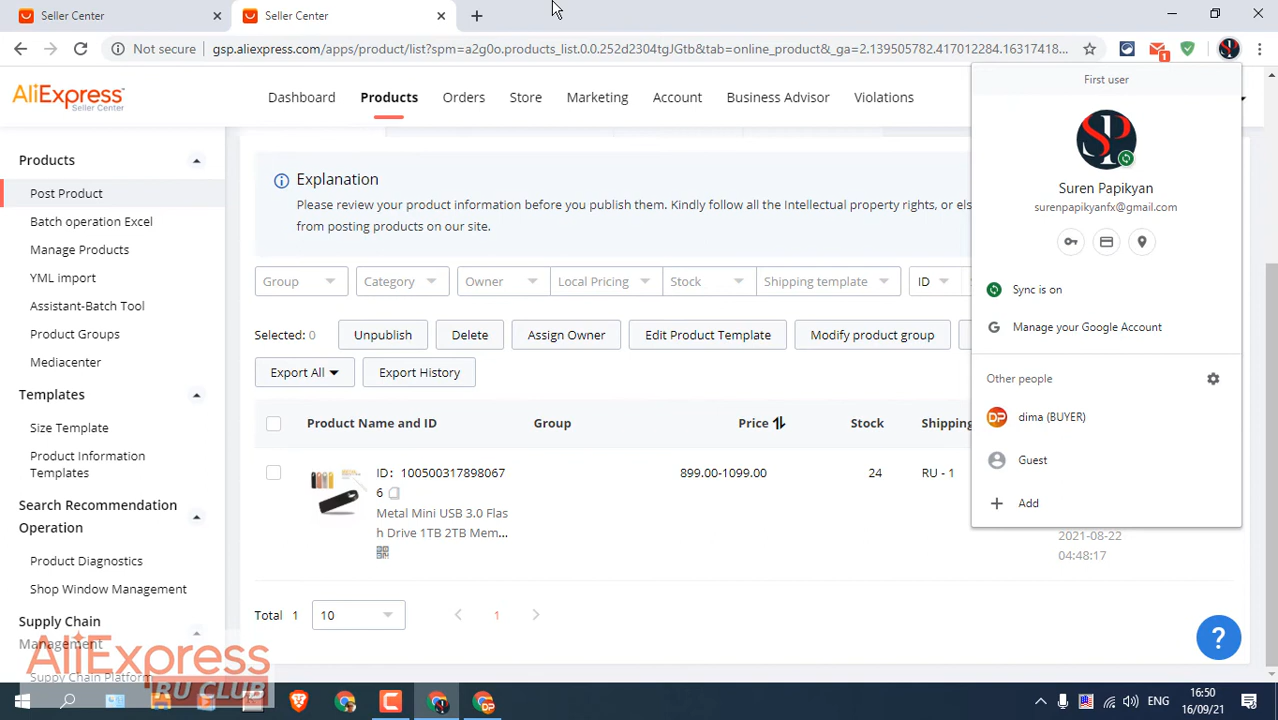 Seller Center
Seller Center
Not secure
gsp.aliexpress.com/apps/product/list?spm=a2g0o.products_list.0.0.252d2304tgJGtb&tab=online_product&_ga=2.139505782.417012284.16317418...
1
SP
AliExpress
Seller Center
Dashboard
Products
Orders
Store
Marketing
Account
Business Advisor
Violations
Products
Post Product
Batch operation Excel
Manage Products
YML import
Assistant-Batch Tool
Product Groups
Mediacenter
Templates
Size Template
Product Information
Templates
Search Recommendation
Operation
Product Diagnostics
Shop Window Management
Supply Chain
Management
Supply Chain Platform
Explanation
Please review your product information before you publish them. Kindly follow all the Intellectual property rights, or els
from posting products on our site.
Group
Category
Owner
Local Pricing
Stock
Shipping template
ID
Selected: 0
Unpublish
Delete
Assign Owner
Edit Product Template
Modify product group
Export All
Export History
Product Name and ID
Group
Price
Stock
Shipping
ID: 100500317898067
6
Metal Mini USB 3.0 Flas
h Drive 1TB 2TB Mem...
899.00-1099.00
24
RU - 1
2021-08-22
04:48:17
Total 1
10
1
First user
SP
Suren Papikyan
surenpapikyanfx@gmail.com
Sync is on
G Manage your Google Account
Other people
DP dima (BUYER)
Guest
+ Add
?
AliExpress
RU CLUB
ENG
16:50
16/09/21